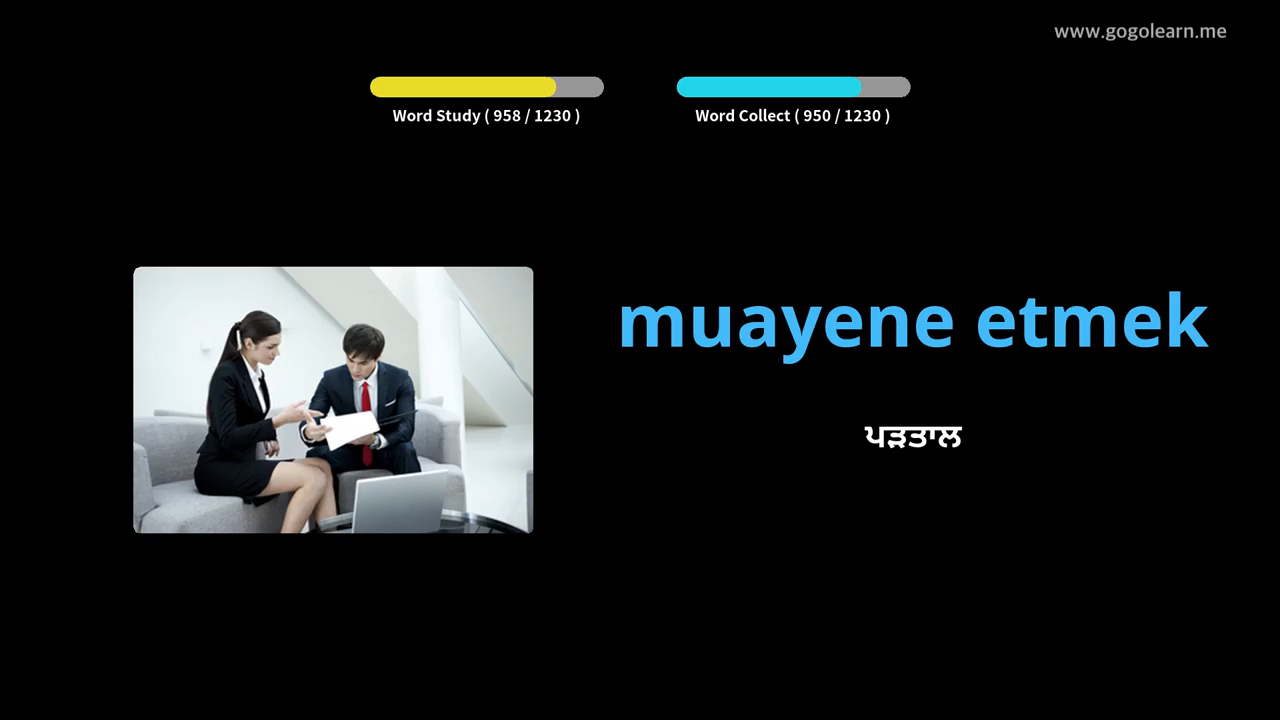 www.gogolearn.me
Word Study ( 958 / 1230 )
Word Collect ( 950 / 1230 )
muayene etmek
ਪੜਤਾਲ